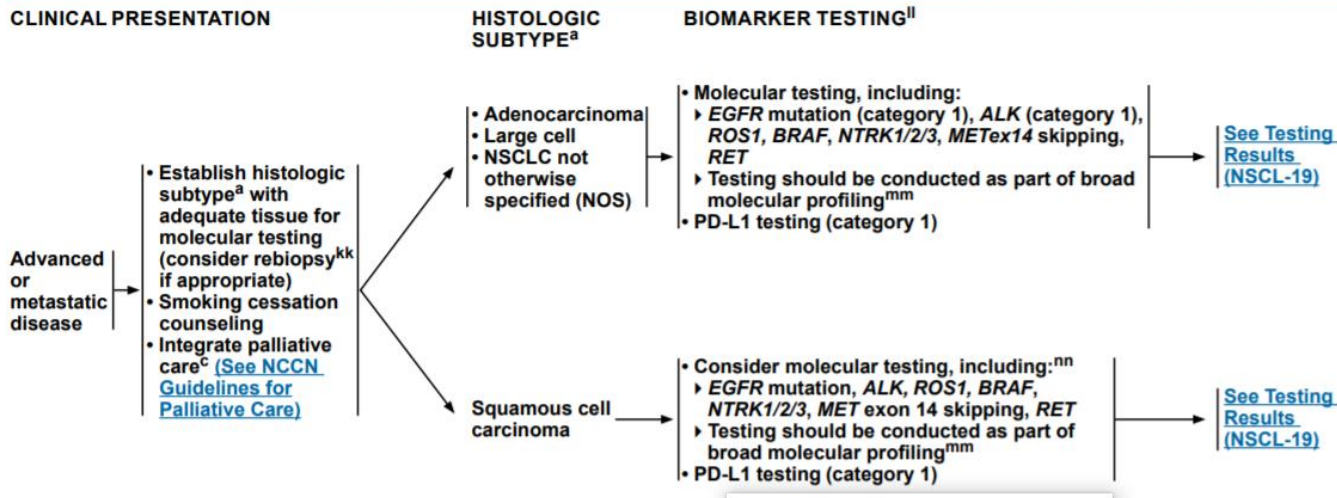 CLINICAL PRESENTATION
HISTOLOGIC
SUBTYPEᵃ
BIOMARKER TESTINGˡˡ
Advanced
or
metastatic
disease
• Establish histologic
subtypeᵃ with
adequate tissue for
molecular testing
(consider rebiopsyᵏᵏ
if appropriate)
• Smoking cessation
counseling
• Integrate palliative
careᶜ (See NCCN
Guidelines for
Palliative Care)
• Adenocarcinoma
• Large cell
• NSCLC not
otherwise
specified (NOS)
• Molecular testing, including:
▸ EGFR mutation (category 1), ALK (category 1),
ROS1, BRAF, NTRK1/2/3, METex14 skipping,
RET
▸ Testing should be conducted as part of broad
molecular profilingᵐᵐ
• PD-L1 testing (category 1)
See Testing
Results
(NSCL-19)
Squamous cell
carcinoma
• Consider molecular testing, including:ⁿⁿ
▸ EGFR mutation, ALK, ROS1, BRAF,
NTRK1/2/3, MET exon 14 skipping, RET
▸ Testing should be conducted as part of
broad molecular profilingᵐᵐ
• PD-L1 testing (category 1)
See Testing
Results
(NSCL-19)